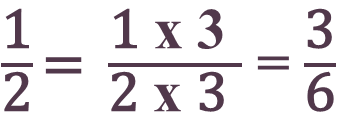 1/2 = 1 x 3 / 2 x 3 = 3/6